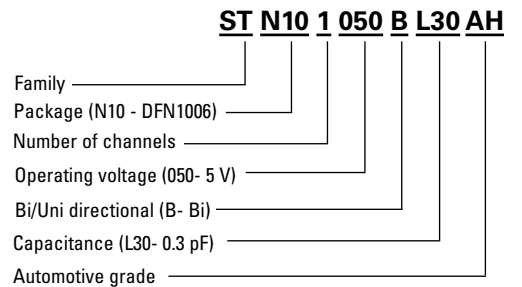 ST N10 1 050 B L30 AH
Family
Package (N10 - DFN1006)
Number of channels
Operating voltage (050- 5 V)
Bi/Uni directional (B- Bi)
Capacitance (L30- 0.3 pF)
Automotive grade